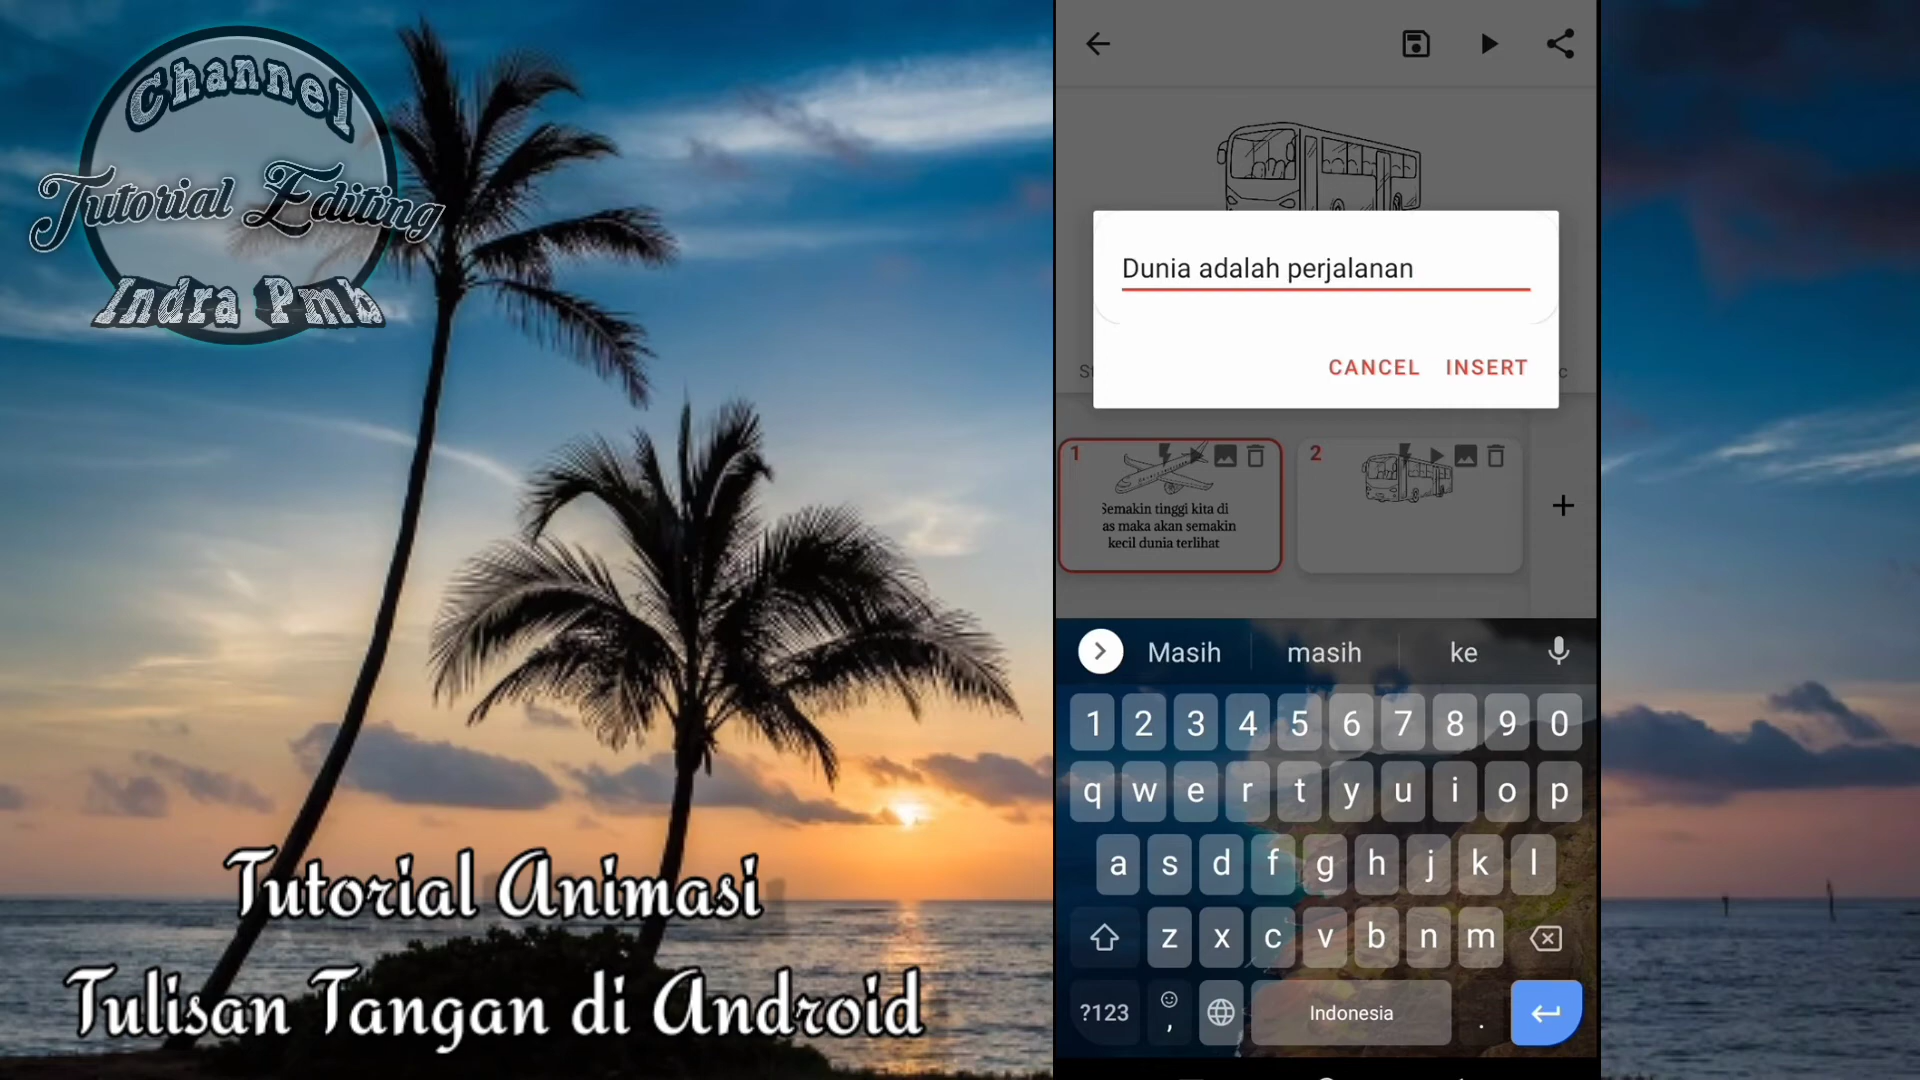 Channel
Tutorial Editing
Indra Pmb
Tutorial Animasi
Tulisan Tangan di Android
Dunia adalah perjalanan
CANCEL INSERT
1
Semakin tinggi kita di
as maka akan semakin
kecil dunia terlihat
2
+
Masih masih ke
1 2 3 4 5 6 7 8 9 0
q w e r t y u i o p
a s d f g h j k l
z x c v b n m
?123 , Indonesia .